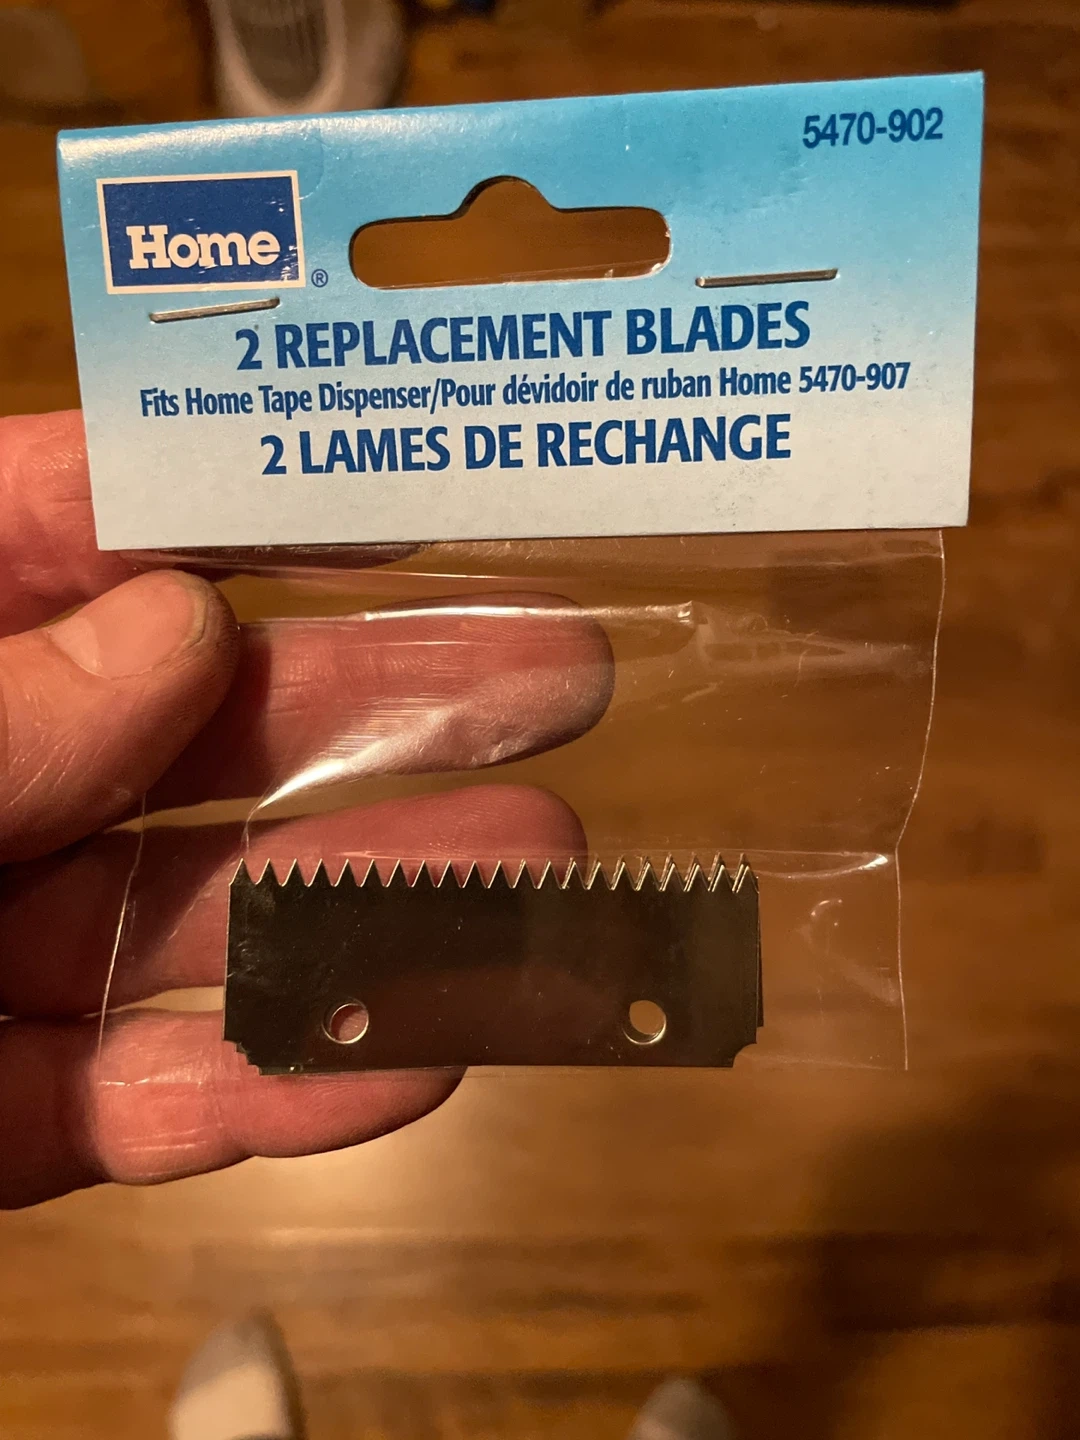 5470-902
Home
®
2 REPLACEMENT BLADES
Fits Home Tape Dispenser/Pour dévidoir de ruban Home 5470-907
2 LAMES DE RECHANGE